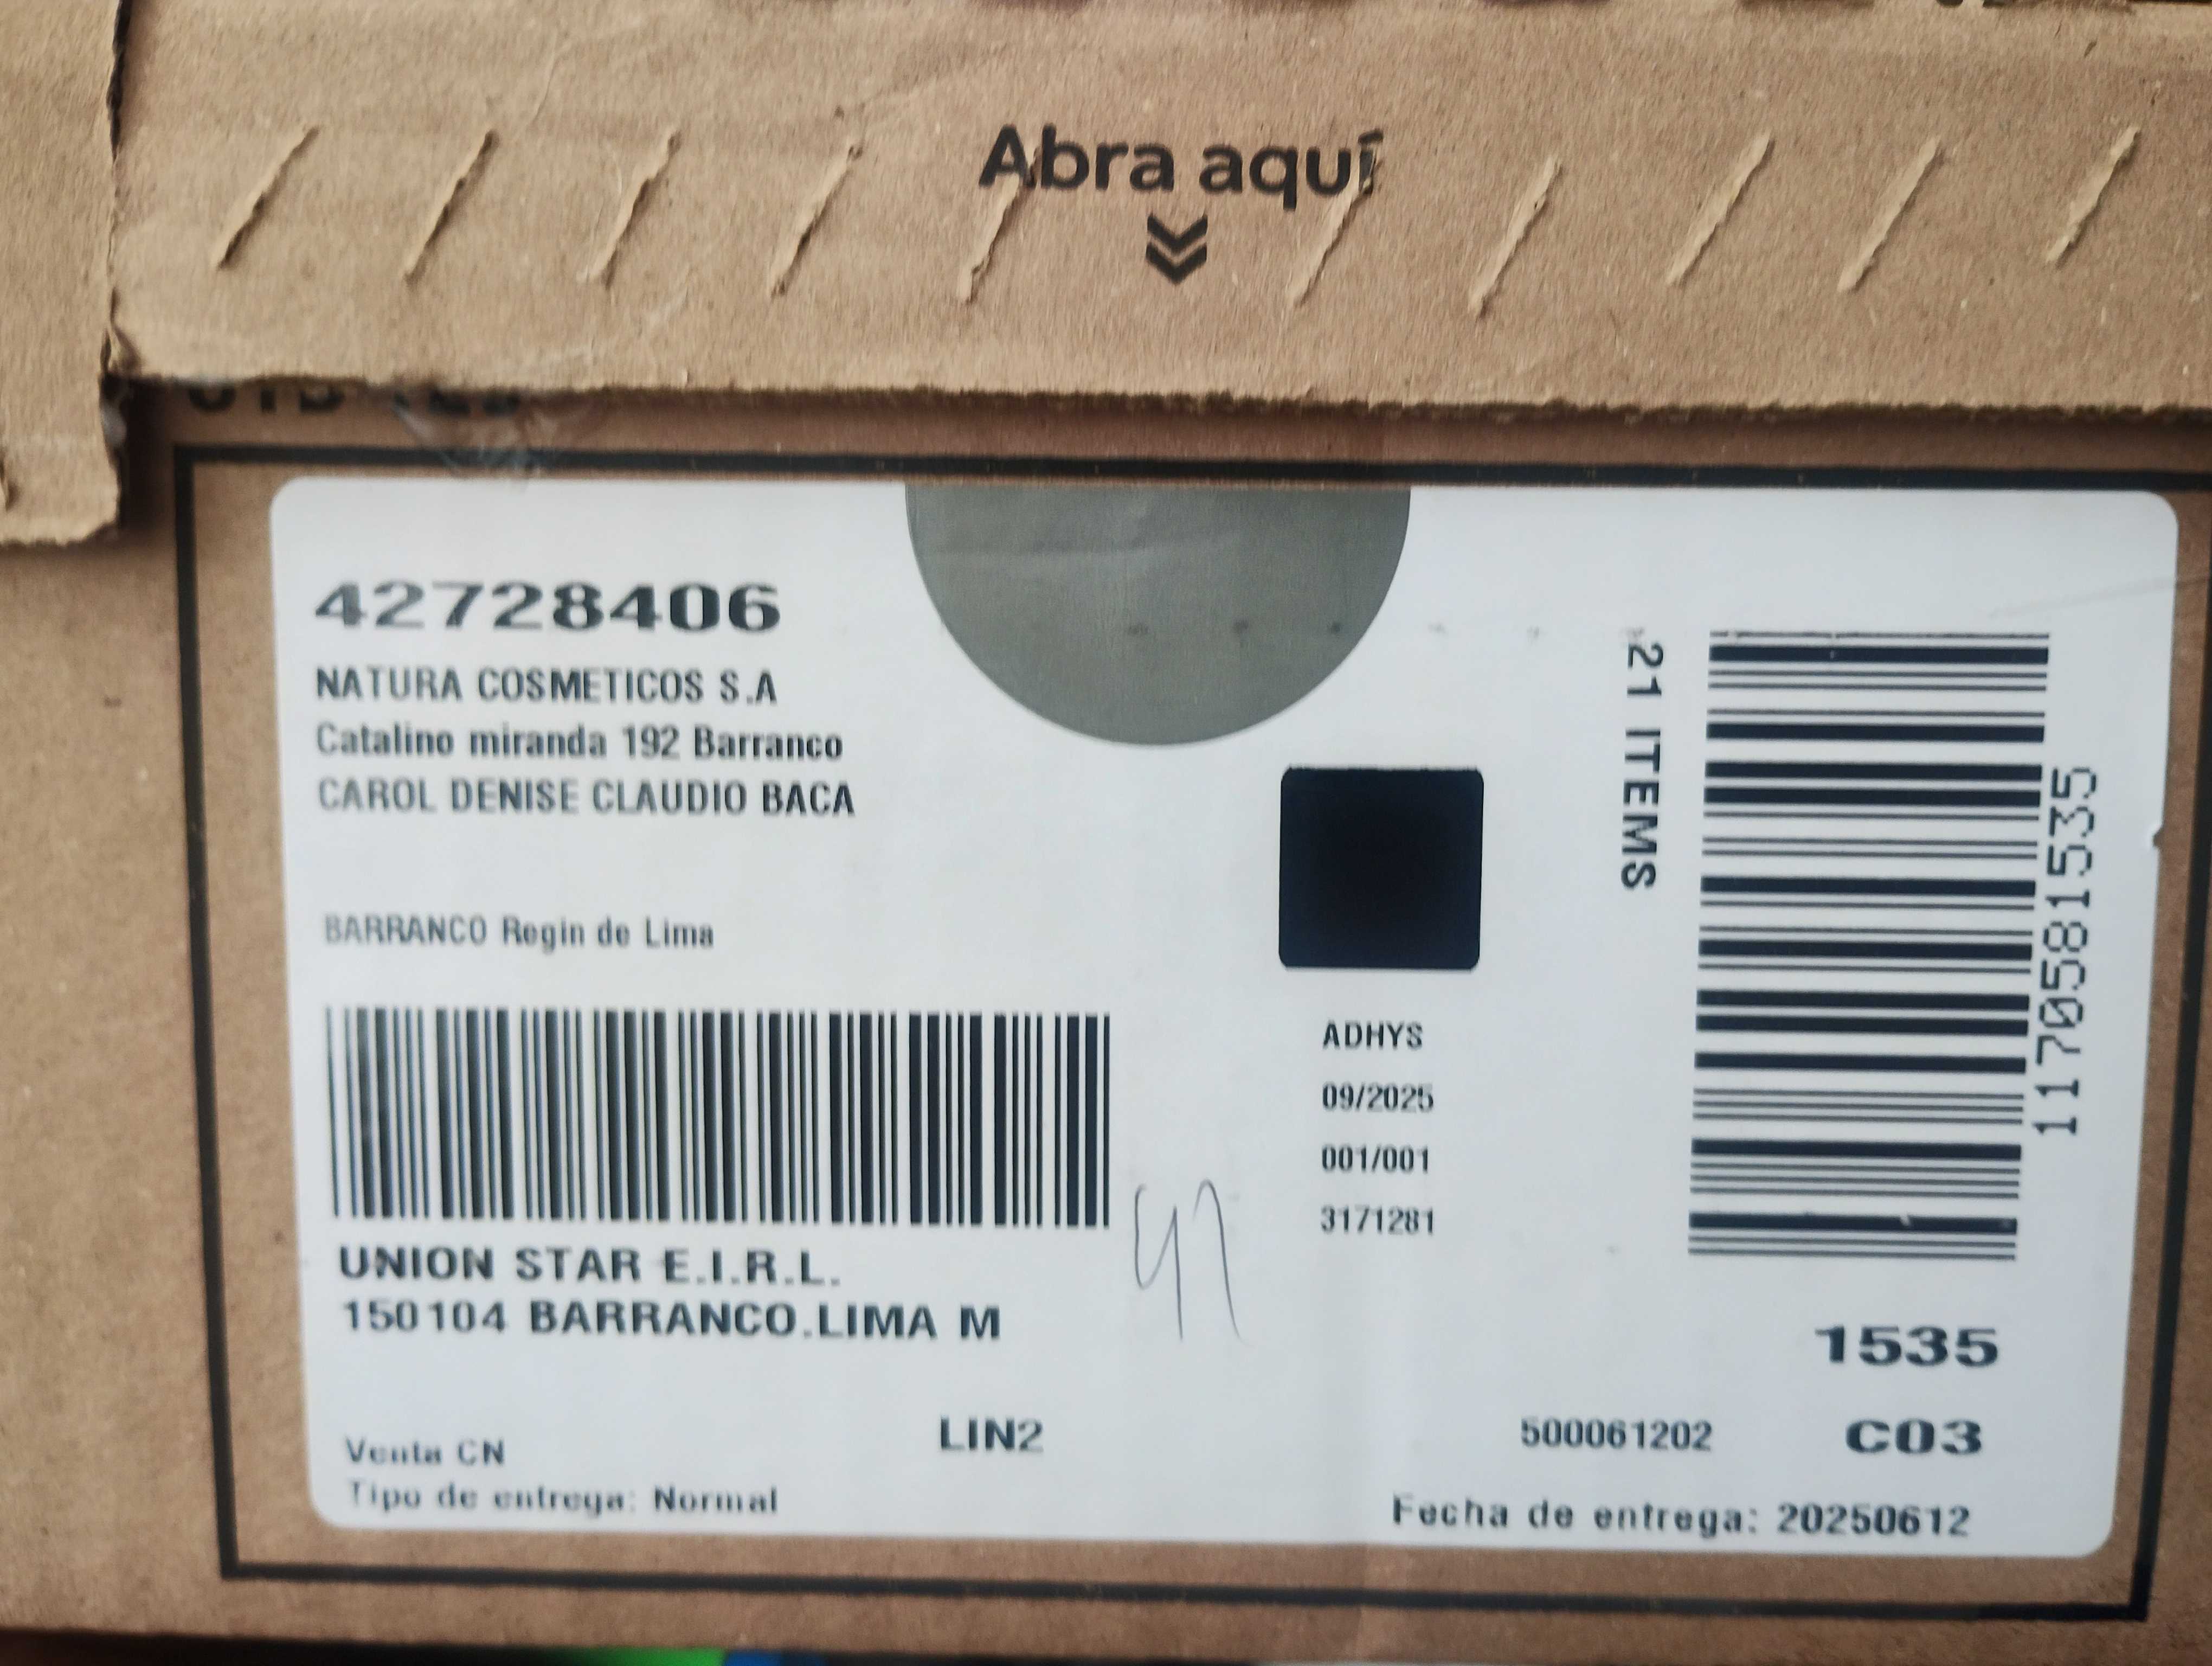 Abra aquí
42728406
NATURA COSMETICOS S.A
Catalino miranda 192 Barranco
CAROL DENISE CLAUDIO BACA
BARRANCO Regin de Lima
UNION STAR E.I.R.L.
150104 BARRANCO.LIMA M
Venta CN
Tipo de entrega: Normal
LIN2
47
ADHYS
09/2025
001/001
3171281
21 ITEMS
1170581535
1535
500061202 C03
Fecha de entrega: 20250612